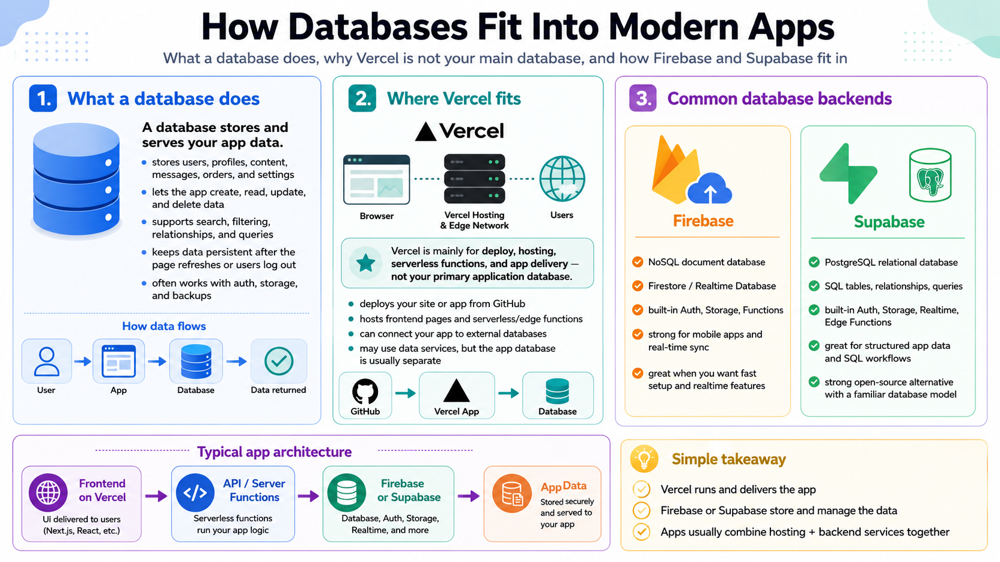 How Databases Fit Into Modern Apps
What a database does, why Vercel is not your main database, and how Firebase and Supabase fit in
1. What a database does
A database stores and
serves your app data.
stores users, profiles, content,
messages, orders, and settings
lets the app create, read, update,
and delete data
supports search, filtering,
relationships, and queries
keeps data persistent after the
page refreshes or users log out
often works with auth, storage,
and backups
How data flows
User
App
Database
Data returned
2. Where Vercel fits
Vercel
Browser
Vercel Hosting
& Edge Network
Users
Vercel is mainly for deploy, hosting,
serverless functions, and app delivery —
not your primary application database.
deploys your site or app from GitHub
hosts frontend pages and serverless/edge functions
can connect your app to external databases
may use data services, but the app database
is usually separate
GitHub
Vercel App
Database
3. Common database backends
Firebase
NoSQL document database
Firestore / Realtime Database
built-in Auth, Storage, Functions
strong for mobile apps and
real-time sync
great when you want fast
setup and realtime features
Supabase
PostgreSQL relational database
SQL tables, relationships, queries
built-in Auth, Storage, Realtime,
Edge Functions
great for structured app data
and SQL workflows
strong open-source alternative
with a familiar database model
Typical app architecture
Frontend
on Vercel
Ui delivered to users
(Next.js, React, etc.)
</>
API / Server
Functions
Serverless functions
run your app logic
Firebase
or Supabase
Database, Auth, Storage,
Realtime, and more
App Data
Stored securely
and served to
your app
Simple takeaway
Vercel runs and delivers the app
Firebase or Supabase store and manage the data
Apps usually combine hosting + backend services together